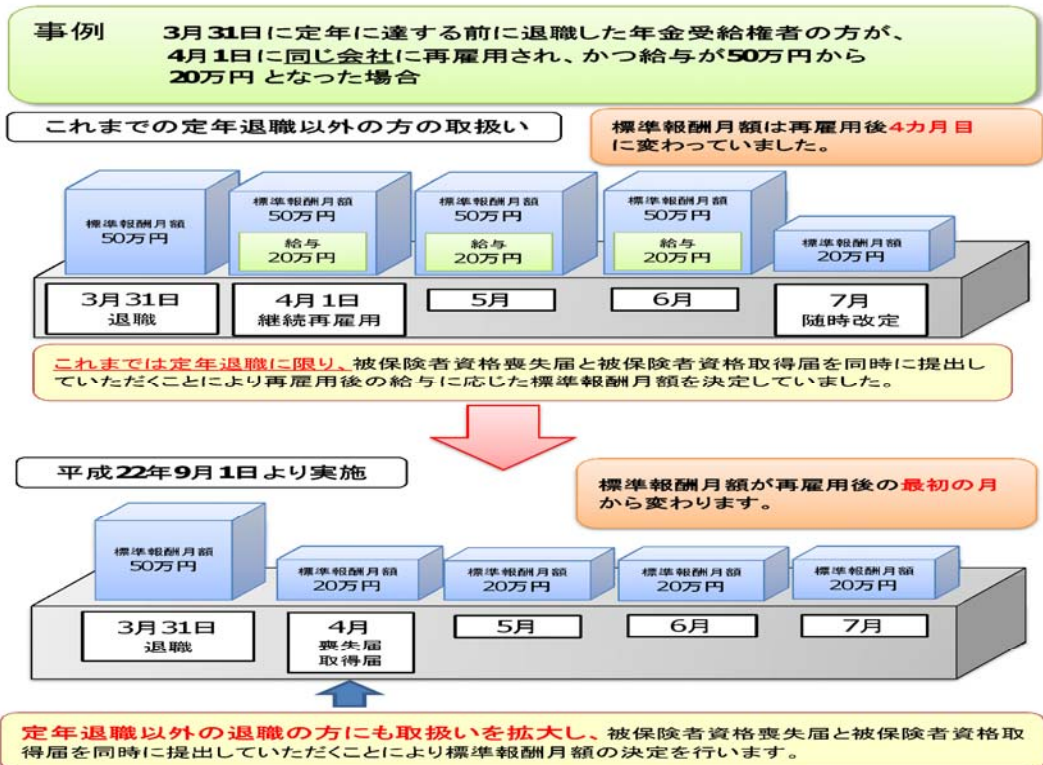 事例 3月31日に定年に達する前に退職した年金受給権者の方が、
4月1日に同じ会社に再雇用され、かつ給与が50万円から
20万円 となった場合
これまでの定年退職以外の方の取扱い
標準報酬月額は再雇用後4カ月目
に変わっていました。
標準報酬月額
50万円
標準報酬月額
50万円
給与
20万円
標準報酬月額
50万円
給与
20万円
標準報酬月額
50万円
給与
20万円
標準報酬月額
20万円
3月31日
退職
4月1日
継続再雇用
5月
6月
7月
随時改定
これまでは定年退職に限り、被保険者資格喪失届と被保険者資格取得届を同時に提出し
ていただくことにより再雇用後の給与に応じた標準報酬月額を決定していました。
平成22年9月1日より実施
標準報酬月額が再雇用後の最初の月
から変わります。
標準報酬月額
50万円
標準報酬月額
20万円
標準報酬月額
20万円
標準報酬月額
20万円
標準報酬月額
20万円
3月31日
退職
4月
喪失届
取得届
5月
6月
7月
定年退職以外の退職の方にも取扱いを拡大し、被保険者資格喪失届と被保険者資格取
得届を同時に提出していただくことにより標準報酬月額の決定を行います。